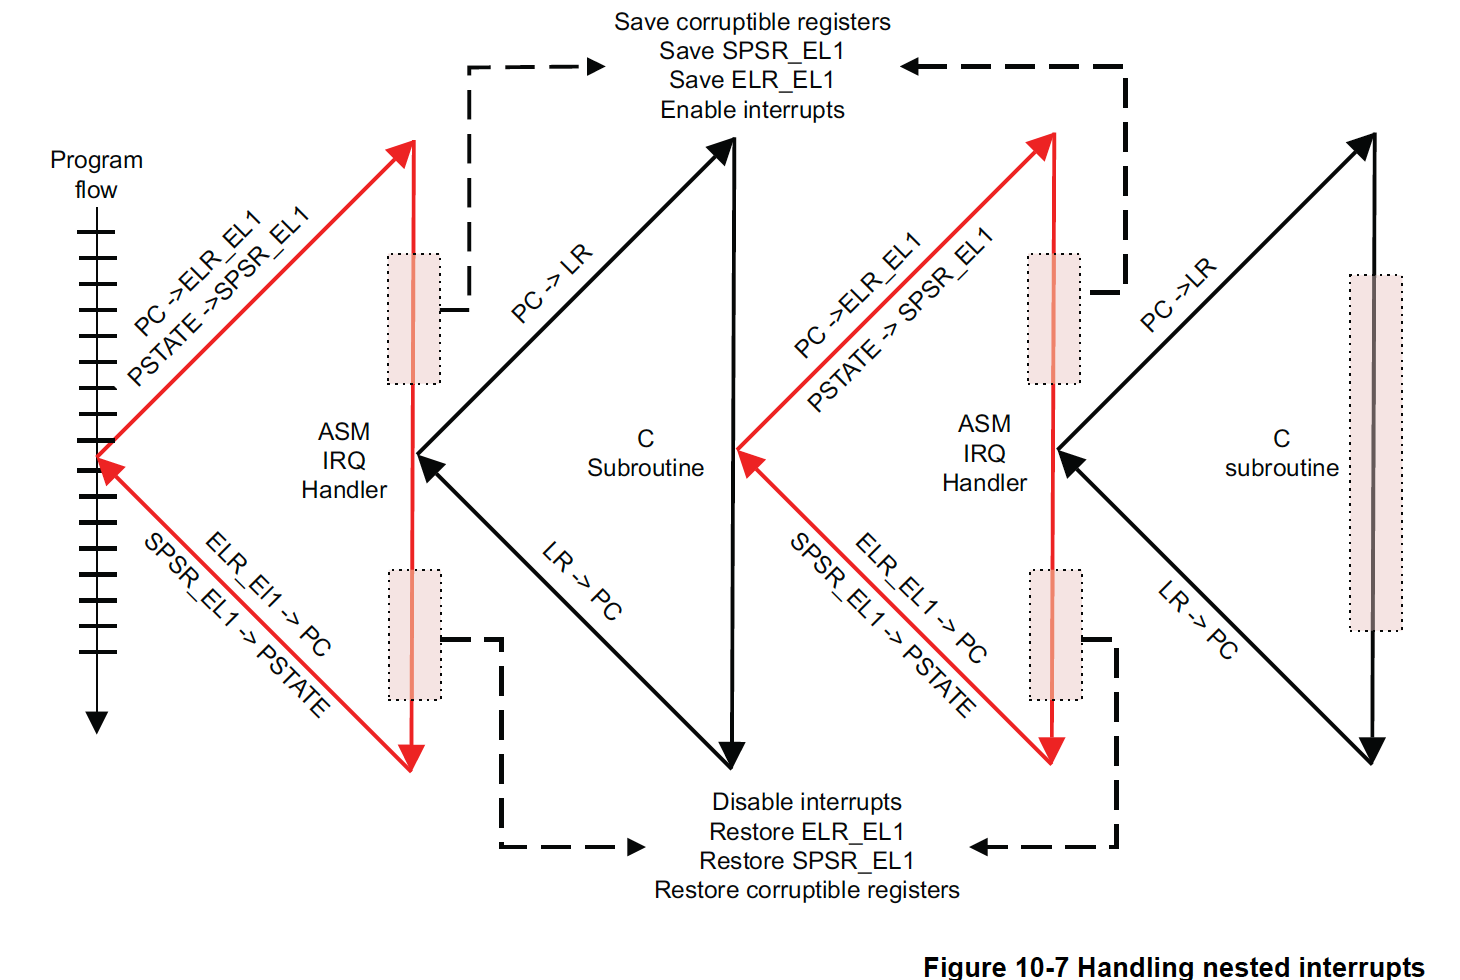 Save corruptible registers
Save SPSR_EL1
Save ELR_EL1
Enable interrupts
Program
flow
PC ->ELR_EL1
PSTATE ->SPSR_EL1
PC -> LR
PC ->ELR_EL1
PSTATE -> SPSR_EL1
PC ->LR
ASM
IRQ
Handler
C
Subroutine
ASM
IRQ
Handler
C
subroutine
ELR_El1 -> PC
SPSR_EL1 -> PSTATE
LR -> PC
ELR_EL1 -> PC
SPSR_EL1 -> PSTATE
LR -> PC
Disable interrupts
Restore ELR_EL1
Restore SPSR_EL1
Restore corruptible registers
Figure 10-7 Handling nested interrupts